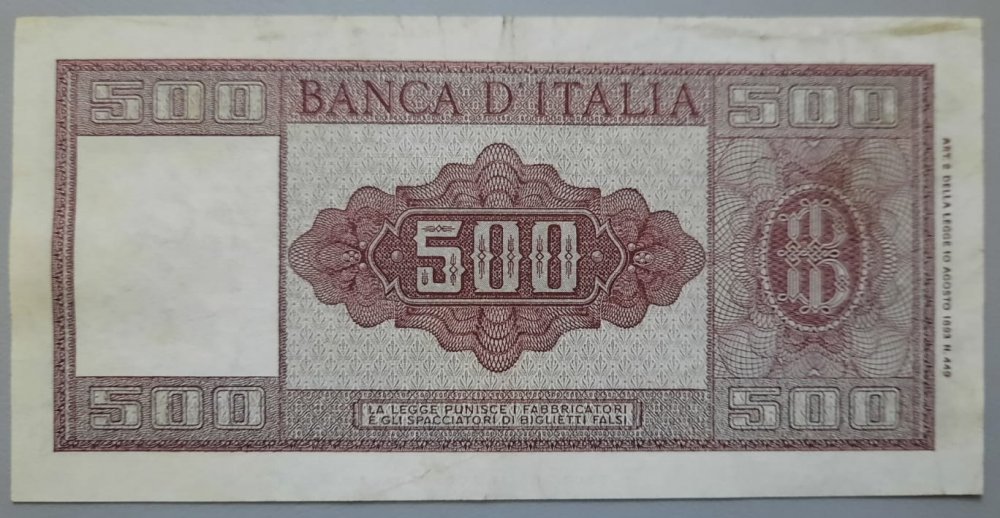 500 BANCA D'ITALIA 500
500
ART. 8 DELLA LEGGE 10 AGOSTO 1893 N. 449
500 500
LA LEGGE PUNISCE I FABBRICATORI
E GLI SPACCIATORI DI BIGLIETTI FALSI